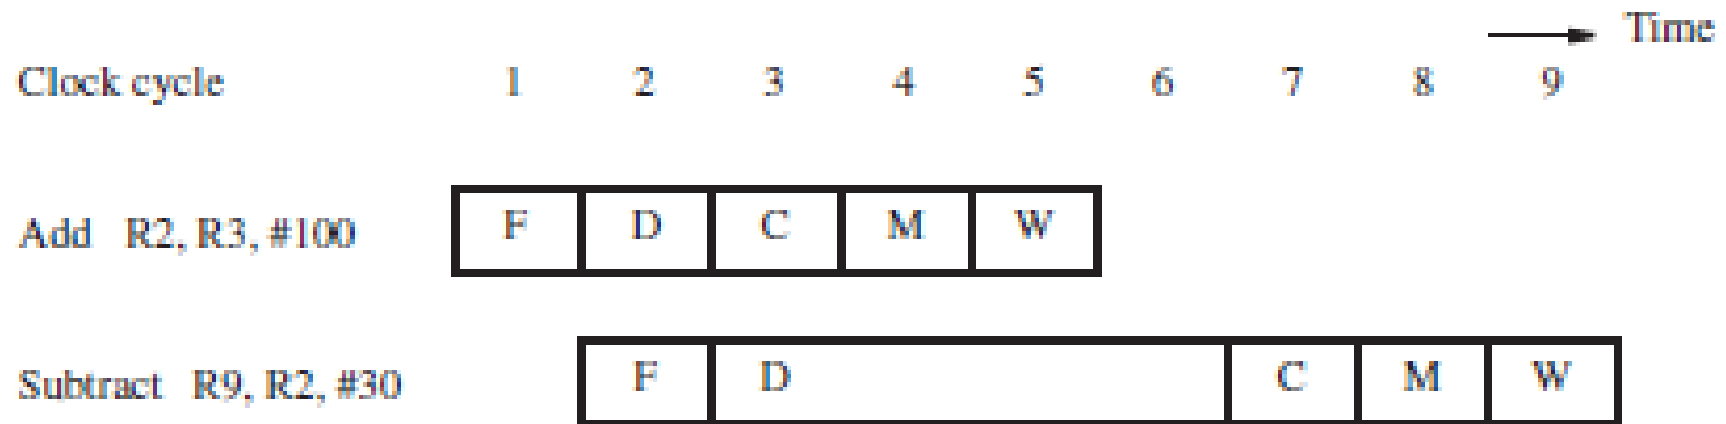 Time
Clock cycle 1 2 3 4 5 6 7 8 9
Add R2, R3, #100 F D C M W
Subtract R9, R2, #30 F D C M W